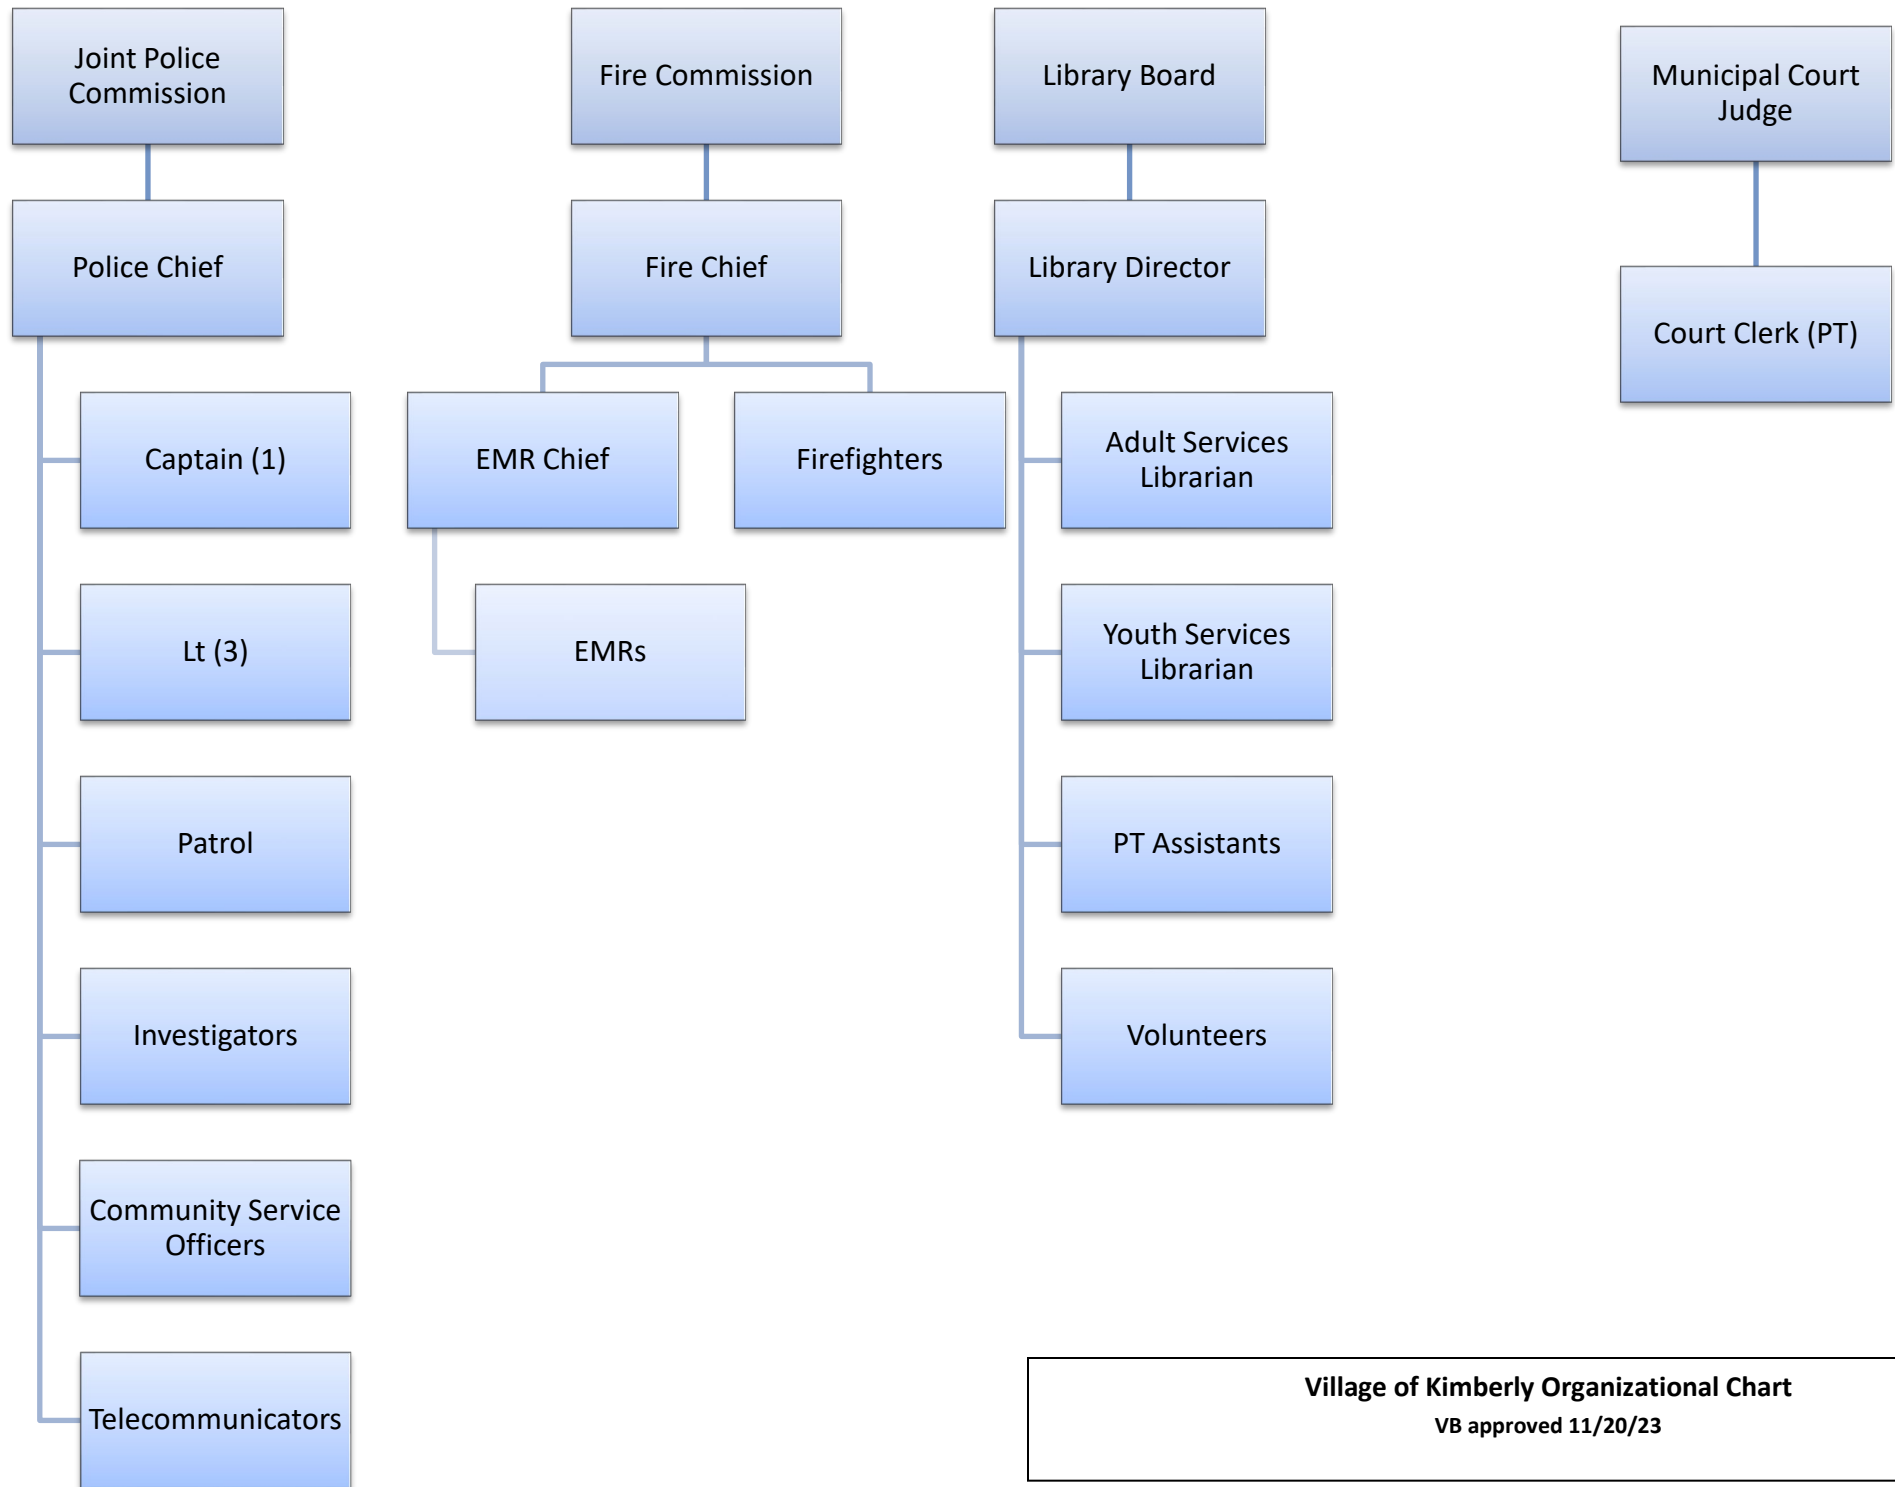 Joint Police
Commission
Fire Commission
Library Board
Municipal Court
Judge
Police Chief
Fire Chief
Library Director
Court Clerk (PT)
Captain (1)
EMR Chief
Firefighters
Adult Services
Librarian
Lt (3)
EMRs
Youth Services
Librarian
Patrol
PT Assistants
Investigators
Volunteers
Community Service
Officers
Telecommunicators
Village of Kimberly Organizational Chart
VB approved 11/20/23